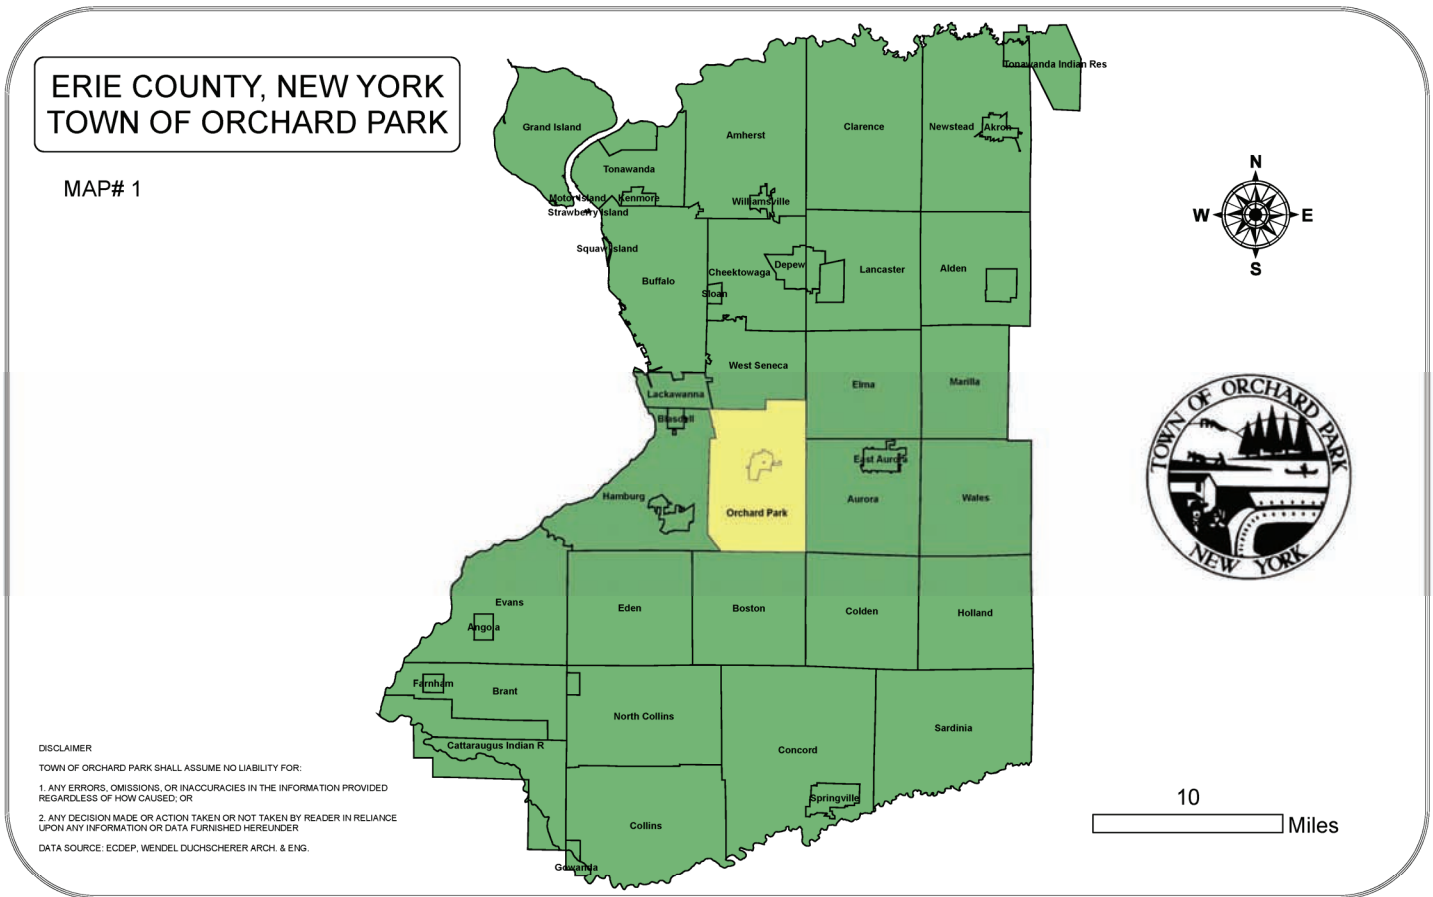 ERIE COUNTY, NEW YORK
TOWN OF ORCHARD PARK
MAP# 1
Tonawanda Indian Res
Grand Island
Amherst
Clarence
Newstead
Akron
Tonawanda
Motor Island
Kenmore
Williamsville
Strawberry Island
Squaw Island
Buffalo
Cheektowaga
Depew
Lancaster
Alden
Sloan
West Seneca
Elma
Marilla
Lackawanna
Blasdell
East Aurora
Hamburg
Orchard Park
Aurora
Wales
Evans
Eden
Boston
Colden
Holland
Angola
Farnham
Brant
North Collins
Concord
Sardinia
Cattaraugus Indian R
Springville
Collins
Gowanda
N
W
E
S
TOWN OF ORCHARD PARK
NEW YORK
10
Miles
DISCLAIMER
TOWN OF ORCHARD PARK SHALL ASSUME NO LIABILITY FOR:
1. ANY ERRORS, OMISSIONS, OR INACCURACIES IN THE INFORMATION PROVIDED
REGARDLESS OF HOW CAUSED; OR
2. ANY DECISION MADE OR ACTION TAKEN OR NOT TAKEN BY READER IN RELIANCE
UPON ANY INFORMATION OR DATA FURNISHED HEREUNDER
DATA SOURCE: ECDEP, WENDEL DUCHSCHERER ARCH. & ENG.